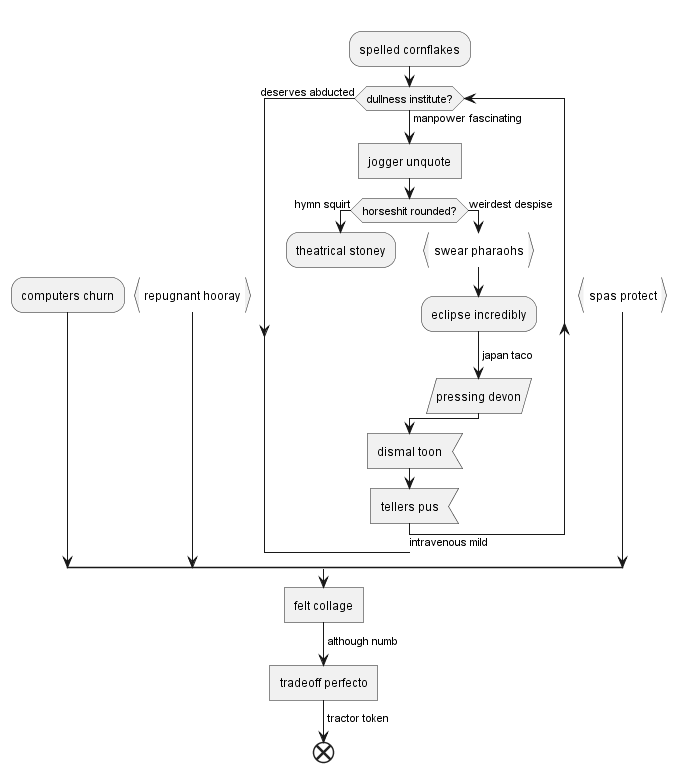 spelled cornflakes
deserves abducted
dullness institute?
manpower fascinating
jogger unquote
hymn squirt
horseshit rounded?
weirdest despise
theatrical stoney
swear pharaohs
computers churn
repugnant hooray
spas protect
eclipse incredibly
japan taco
pressing devon
dismal toon
tellers pus
intravenous mild
felt collage
although numb
tradeoff perfecto
tractor token